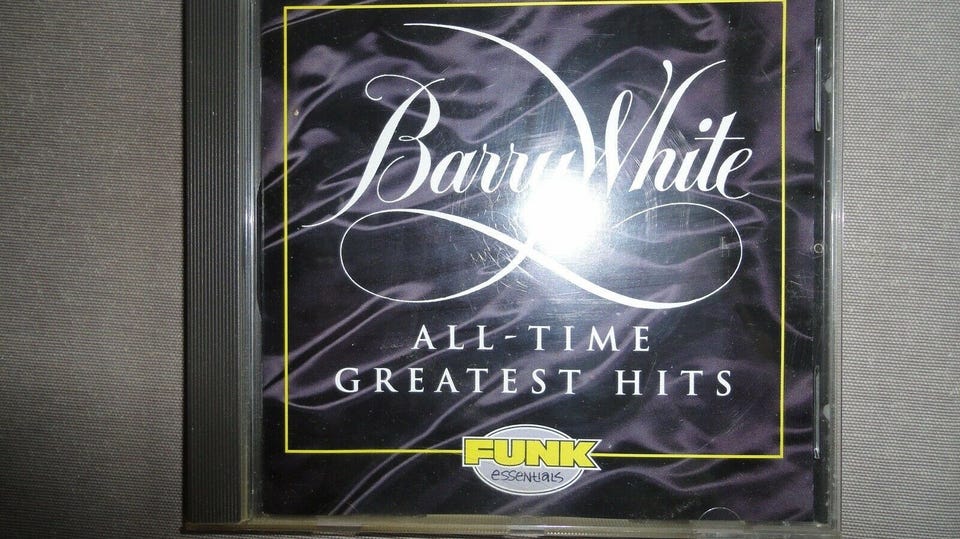 Barry White
ALL-TIME
GREATEST HITS
FUNK
essentials